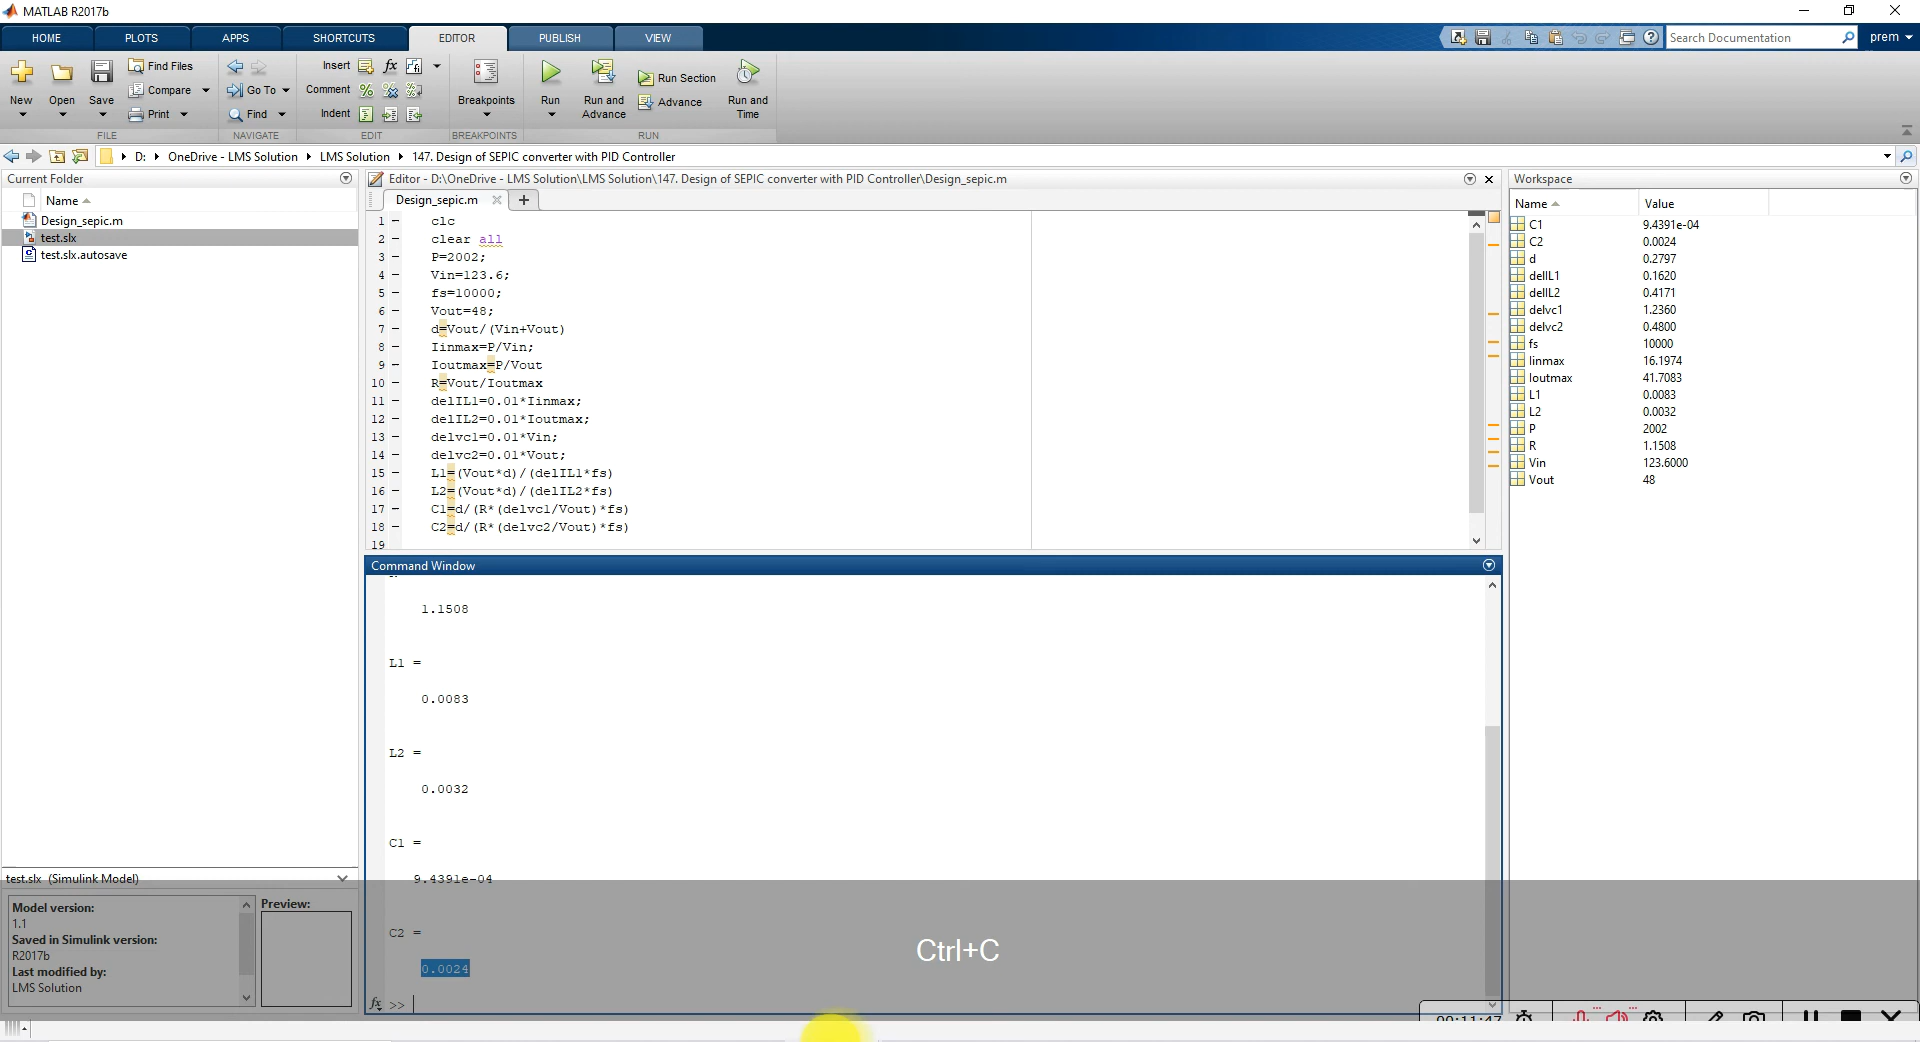 MATLAB R2017b
HOME PLOTS APPS SHORTCUTS EDITOR PUBLISH VIEW
Search Documentation
prem
New
Open
Save
Find Files
Compare
Print
Go To
Find
Insert
Comment
Indent
fx
Breakpoints
Run
Run and
Advance
Run Section
Advance
Run and
Time
FILE NAVIGATE EDIT BREAKPOINTS RUN
D: OneDrive - LMS Solution LMS Solution 147. Design of SEPIC converter with PID Controller
Current Folder
Name
Design_sepic.m
test.slx
test.slx.autosave
Editor - D:\OneDrive - LMS Solution\LMS Solution\147. Design of SEPIC converter with PID Controller\Design_sepic.m
Design_sepic.m
1 - clc
2 - clear all
3 - P=2002;
4 - Vin=123.6;
5 - fs=10000;
6 - Vout=48;
7 - d=Vout/(Vin+Vout)
8 - Iinmax=P/Vin;
9 - Ioutmax=P/Vout
10 - R=Vout/Ioutmax
11 - delIL1=0.01*Iinmax;
12 - delIL2=0.01*Ioutmax;
13 - delvc1=0.01*Vin;
14 - delvc2=0.01*Vout;
15 - L1=(Vout*d)/(delIL1*fs)
16 - L2=(Vout*d)/(delIL2*fs)
17 - C1=d/(R*(delvc1/Vout)*fs)
18 - C2=d/(R*(delvc2/Vout)*fs)
19
Command Window
1.1508
L1 =
0.0083
L2 =
0.0032
C1 =
9.4391e-04
C2 =
0.0024
fx >>
Workspace
Name Value
C1 9.4391e-04
C2 0.0024
d 0.2797
delIL1 0.1620
delIL2 0.4171
delvc1 1.2360
delvc2 0.4800
fs 10000
Iinmax 16.1974
Ioutmax 41.7083
L1 0.0083
L2 0.0032
P 2002
R 1.1508
Vin 123.6000
Vout 48
test.slx (Simulink Model)
Model version:
1.1
Saved in Simulink version:
R2017b
Last modified by:
LMS Solution
Preview:
Ctrl+C
00:11:47